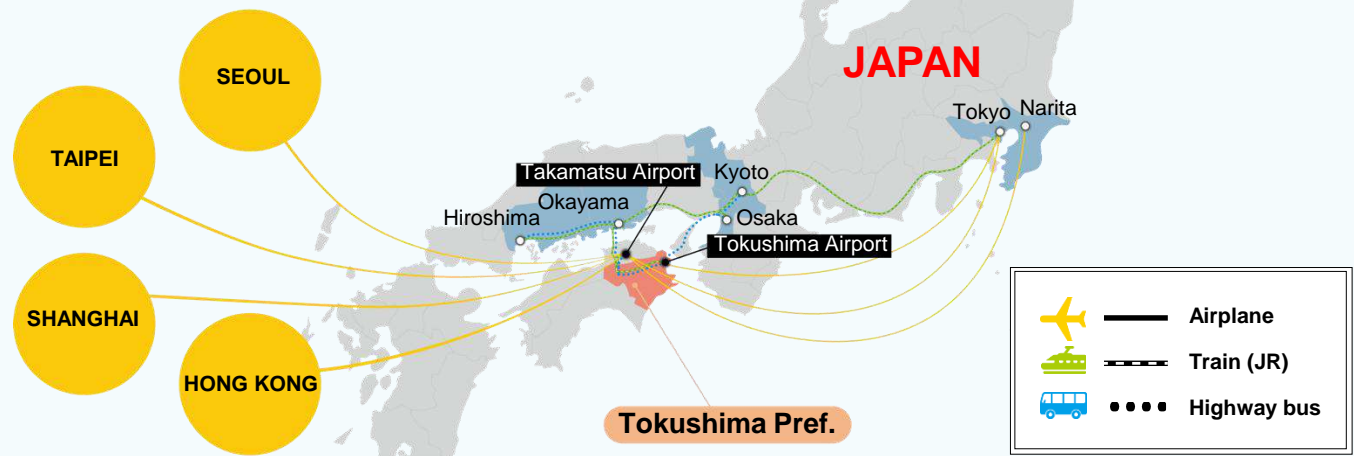 JAPAN
SEOUL
TAIPEI
SHANGHAI
HONG KONG
Tokyo
Narita
Takamatsu Airport
Kyoto
Okayama
Hiroshima
Osaka
Tokushima Airport
Tokushima Pref.
Airplane
Train (JR)
Highway bus